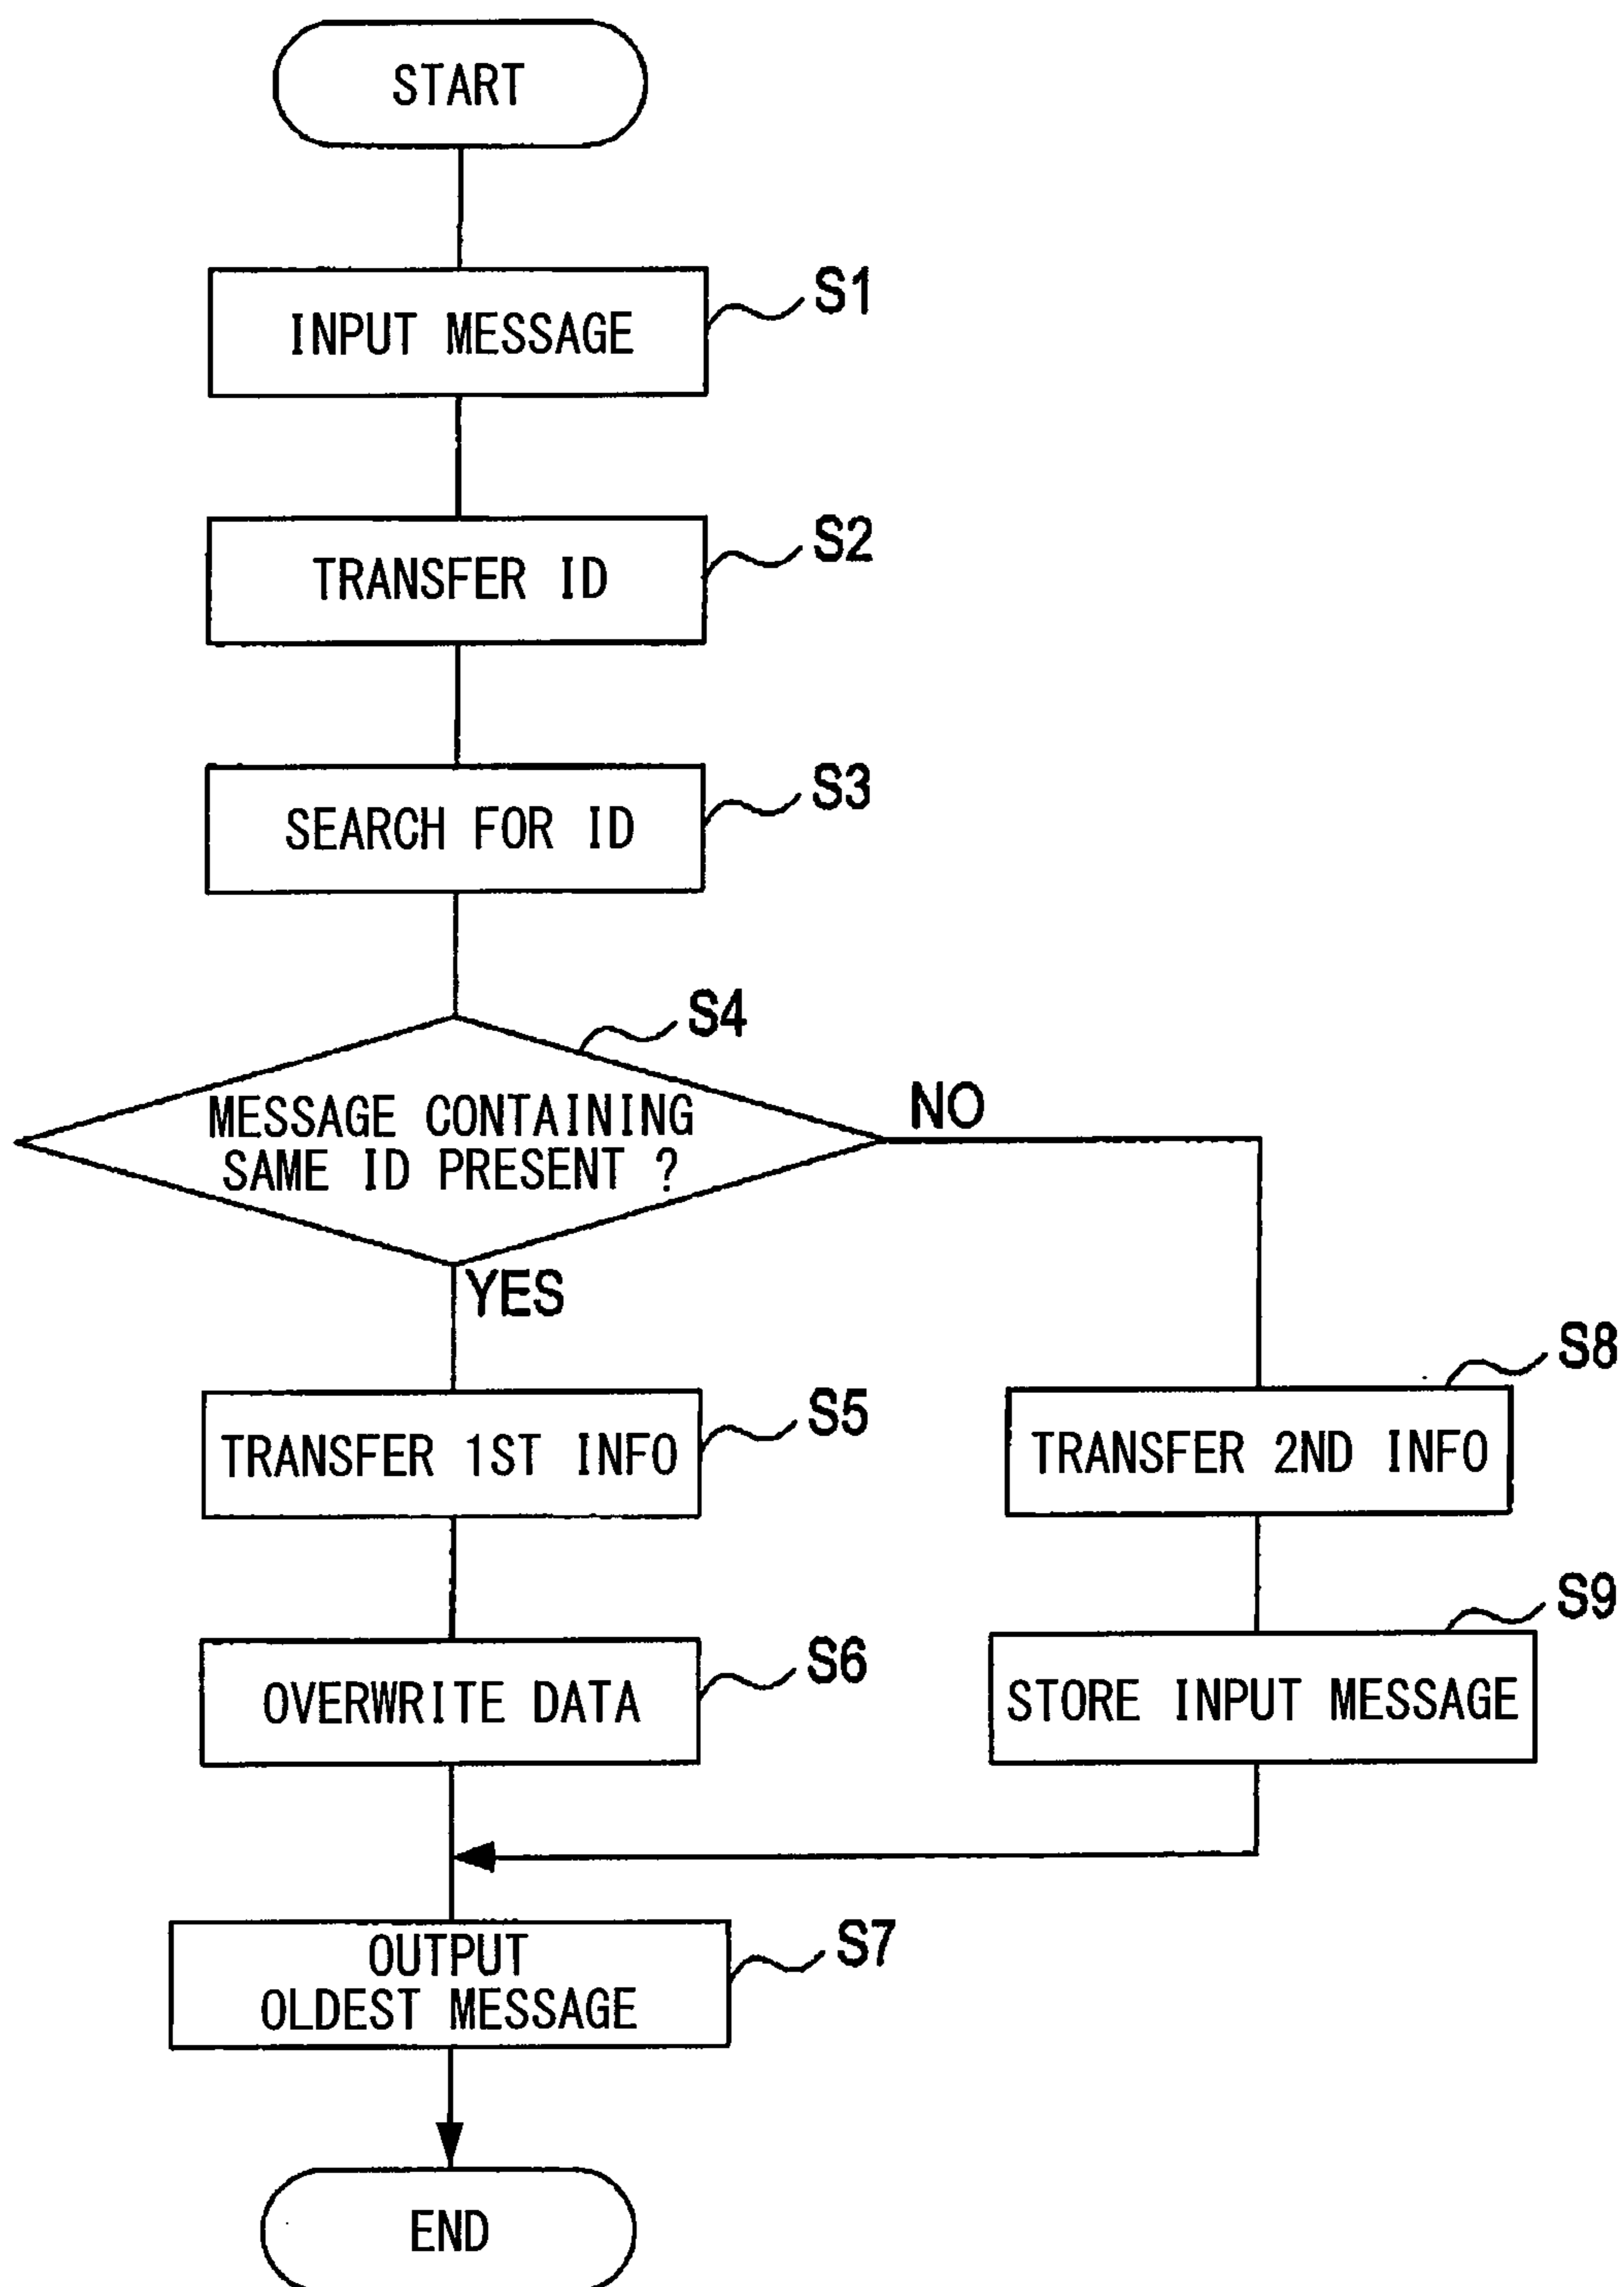 START
INPUT MESSAGE
S1
TRANSFER ID
S2
SEARCH FOR ID
S3
S4
MESSAGE CONTAINING
SAME ID PRESENT ?
NO
YES
TRANSFER 1ST INFO
S5
TRANSFER 2ND INFO
S8
OVERWRITE DATA
S6
STORE INPUT MESSAGE
S9
OUTPUT
OLDEST MESSAGE
S7
END